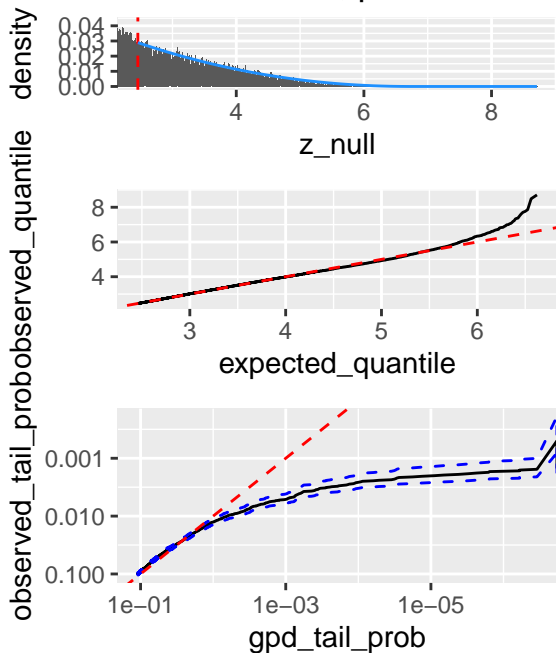 density
0.04
0.03
0.02
0.01
0.00
4
6
8
z_null
observed_quantile
8
6
4
3
4
5
6
expected_quantile
observed_tail_prob
0.001
0.010
0.100
1e−01
1e−03
1e−05
gpd_tail_prob